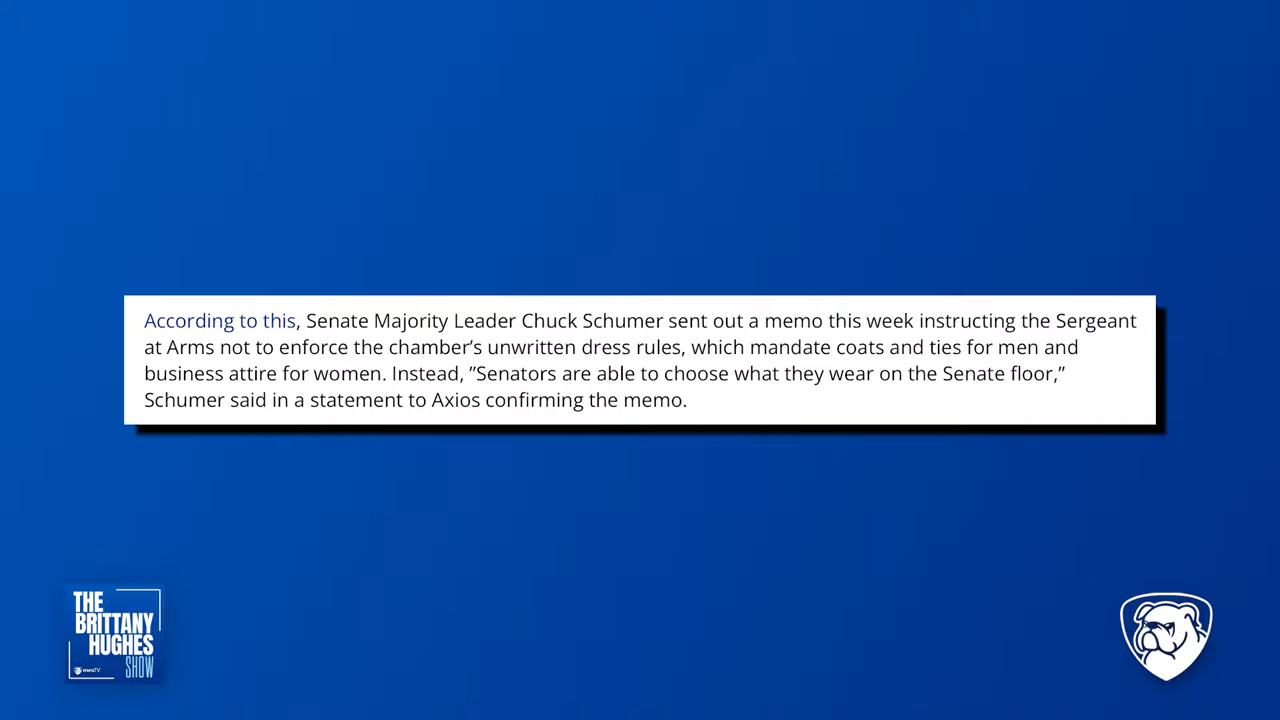 According to this, Senate Majority Leader Chuck Schumer sent out a memo this week instructing the Sergeant
at Arms not to enforce the chamber’s unwritten dress rules, which mandate coats and ties for men and
business attire for women. Instead, ”Senators are able to choose what they wear on the Senate floor,”
Schumer said in a statement to Axios confirming the memo.
THE
BRITTANY
HUGHES
SHOW
mrcTV